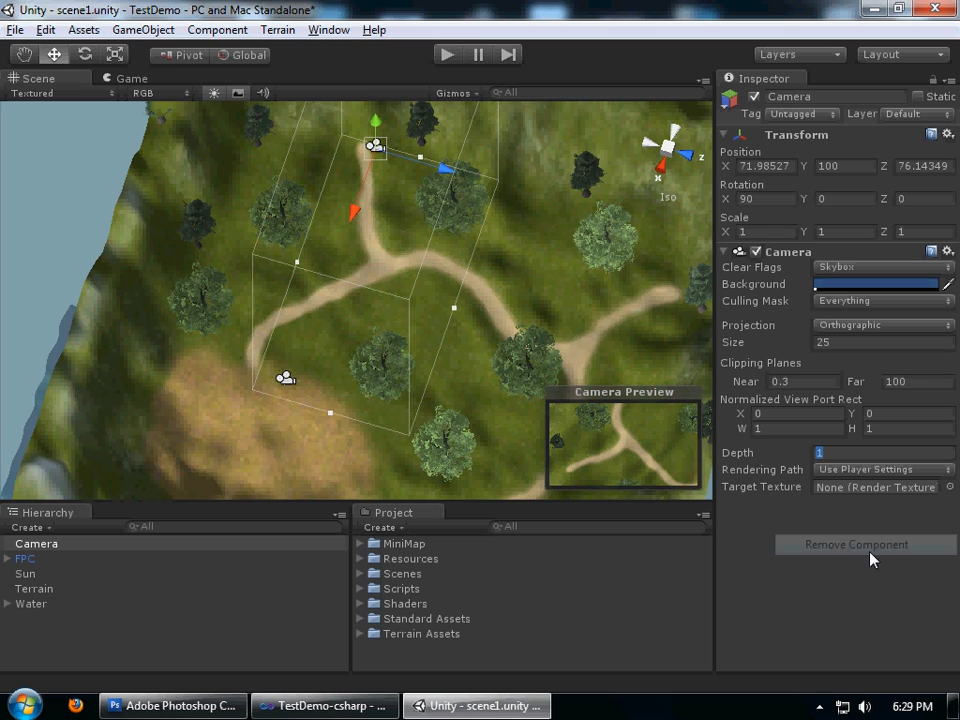 Unity - scene1.unity - TestDemo - PC and Mac Standalone*
File Edit Assets GameObject Component Terrain Window Help
Pivot Global Layers Layout
Scene Game
Textured RGB Gizmos All
z
x
Iso
Camera Preview
Inspector
Camera Static
Tag Untagged Layer Default
Transform
Position
X 71.98527 Y 100 Z 76.14349
Rotation
X 90 Y 0 Z 0
Scale
X 1 Y 1 Z 1
Camera
Clear Flags Skybox
Background
Culling Mask Everything
Projection Orthographic
Size 25
Clipping Planes
Near 0.3 Far 100
Normalized View Port Rect
X 0 Y 0
W 1 H 1
Depth 1
Rendering Path Use Player Settings
Target Texture None (Render Texture
Remove Component
Hierarchy
Create All
Camera
FPC
Sun
Terrain
Water
Project
Create All
MiniMap
Resources
Scenes
Scripts
Shaders
Standard Assets
Terrain Assets
Adobe Photoshop C... TestDemo-csharp - ... Unity - scene1.unity ... 6:29 PM